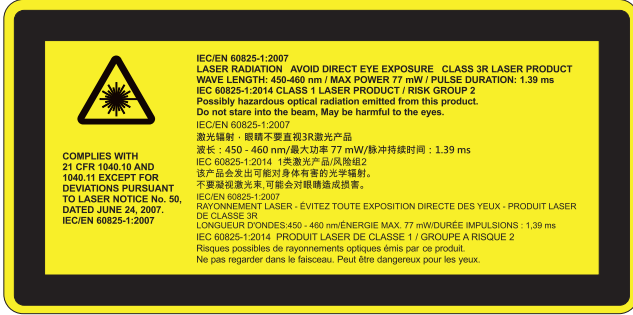 COMPLIES WITH
21 CFR 1040.10 AND
1040.11 EXCEPT FOR
DEVIATIONS PURSUANT
TO LASER NOTICE No. 50,
DATED JUNE 24, 2007.
IEC/EN 60825-1:2007
IEC/EN 60825-1:2007
LASER RADIATION   AVOID DIRECT EYE EXPOSURE   CLASS 3R LASER PRODUCT
WAVE LENGTH: 450-460 nm / MAX POWER 77 mW / PULSE DURATION: 1.39 ms
IEC 60825-1:2014 CLASS 1 LASER PRODUCT / RISK GROUP 2
Possibly hazardous optical radiation emitted from this product.
Do not stare into the beam, May be harmful to the eyes.
IEC/EN 60825-1:2007
激光辐射，眼睛不要直视3R激光产品
波长：450 - 460 nm/最大功率 77 mW/脉冲持续时间：1.39 ms
IEC 60825-1:2014  1类激光产品/风险组2
该产品会发出可能对身体有害的光学辐射。
不要凝视激光束,可能会对眼睛造成损害。
IEC/EN 60825-1:2007
RAYONNEMENT LASER - ÉVITEZ TOUTE EXPOSITION DIRECTE DES YEUX - PRODUIT LASER
DE CLASSE 3R
LONGUEUR D'ONDES:450 - 460 nm/ÉNERGIE MAX. 77 mW/DURÉE IMPULSIONS : 1,39 ms
IEC 60825-1:2014  PRODUIT LASER DE CLASSE 1 / GROUPE A RISQUE 2
Risques possibles de rayonnements optiques émis par ce produit.
Ne pas regarder dans le faisceau. Peut être dangereux pour les yeux.